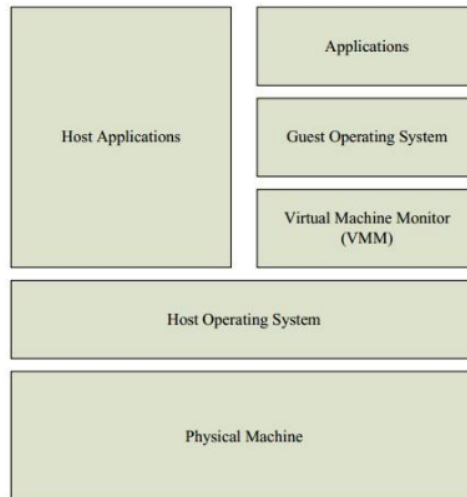 Applications
Host Applications
Guest Operating System
Virtual Machine Monitor
(VMM)
Host Operating System
Physical Machine